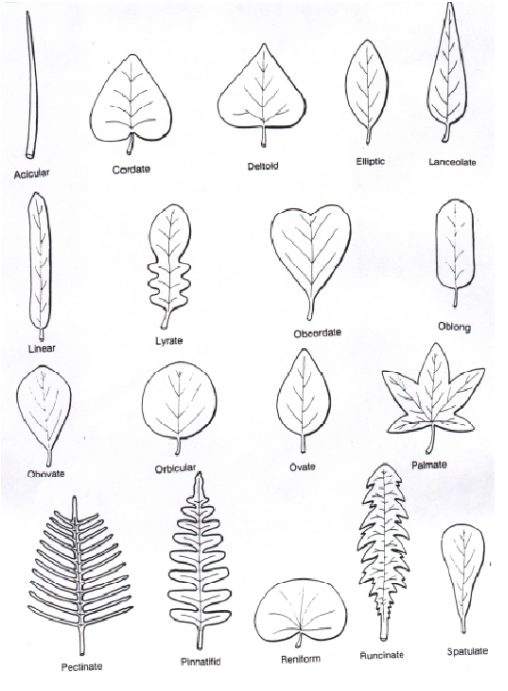 Acicular
Cordate
Deltoid
Elliptic
Lanceolate
Linear
Lyrate
Obcordate
Oblong
Obovate
Orbicular
Ovate
Palmate
Pectinate
Pinnatifid
Reniform
Runcinate
Spatulate